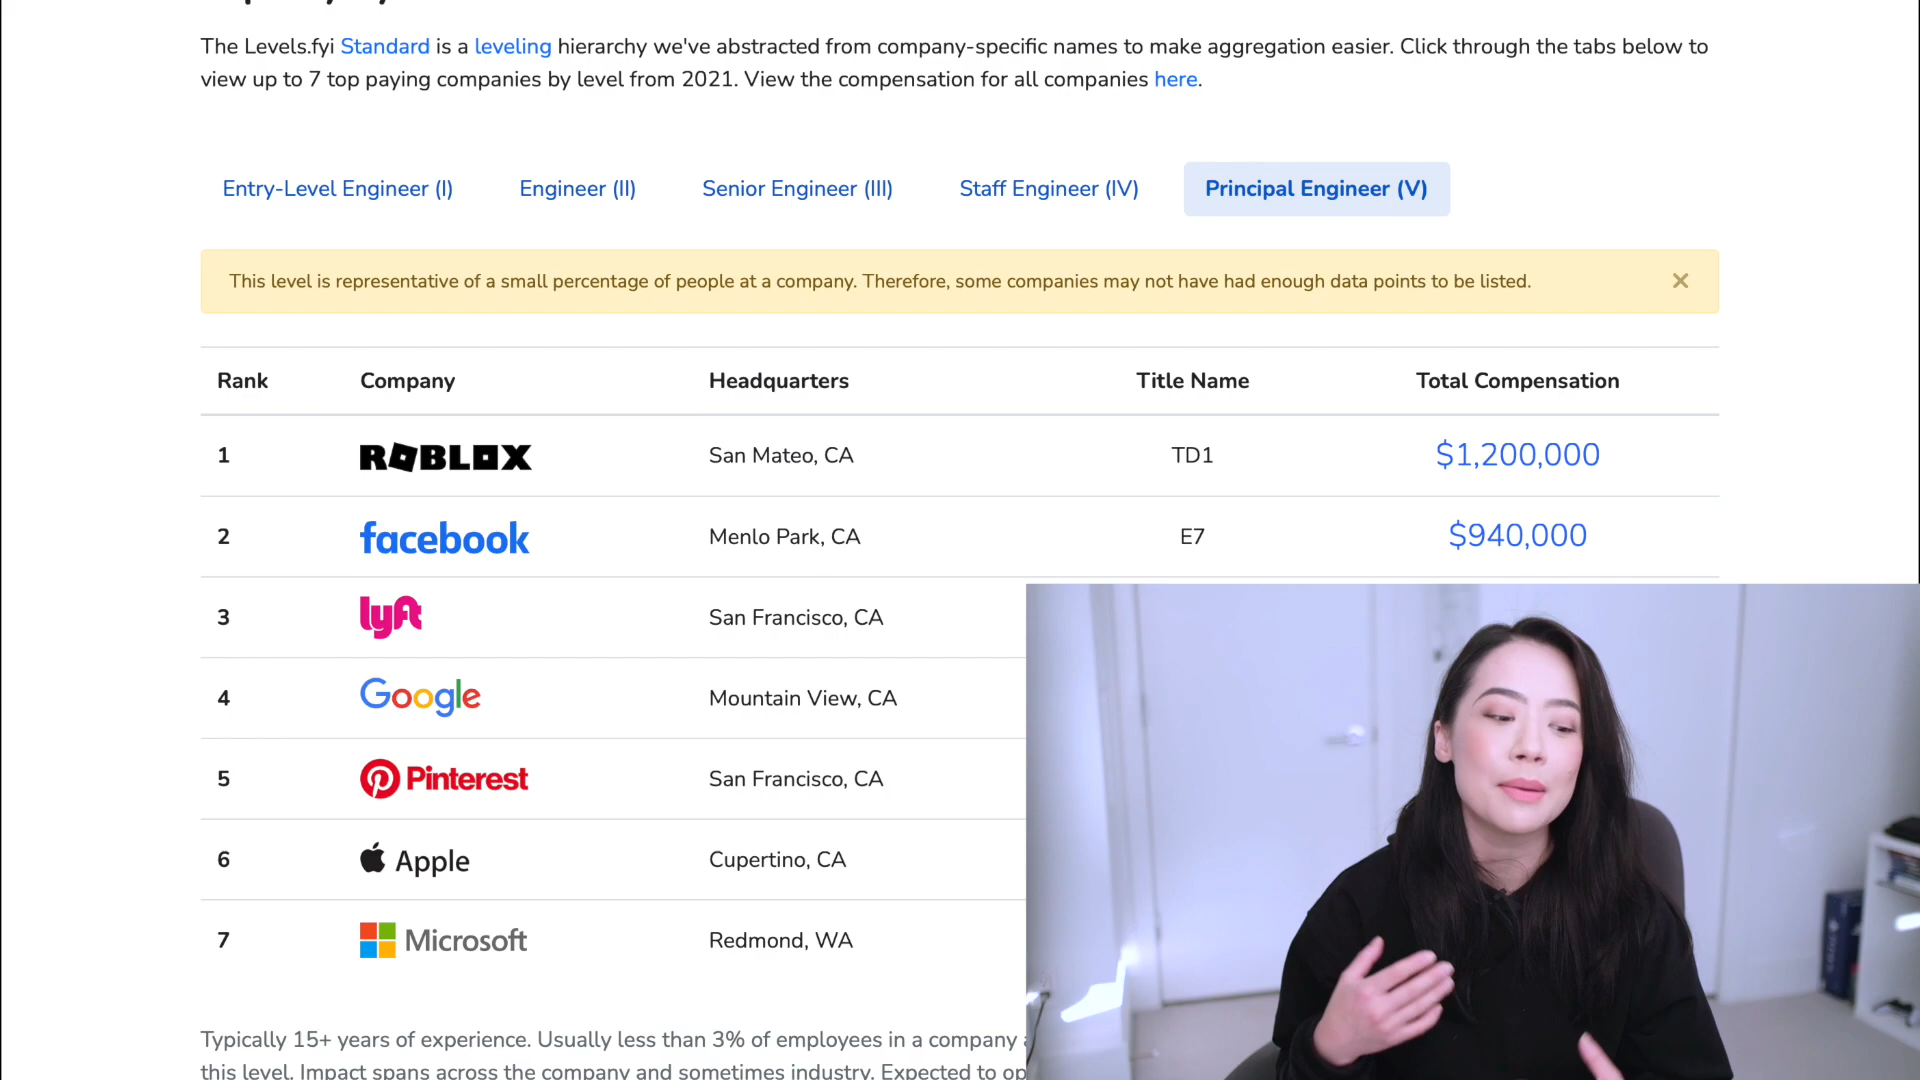 The Levels.fyi Standard is a leveling hierarchy we've abstracted from company-specific names to make aggregation easier. Click through the tabs below to
view up to 7 top paying companies by level from 2021. View the compensation for all companies here.
Entry-Level Engineer (I) Engineer (II) Senior Engineer (III) Staff Engineer (IV) Principal Engineer (V)
This level is representative of a small percentage of people at a company. Therefore, some companies may not have had enough data points to be listed. ×
Rank Company Headquarters Title Name Total Compensation
1 ROBLOX San Mateo, CA TD1 $1,200,000
2 facebook Menlo Park, CA E7 $940,000
3 lyft San Francisco, CA
4 Google Mountain View, CA
5 Pinterest San Francisco, CA
6 Apple Cupertino, CA
7 Microsoft Redmond, WA
Typically 15+ years of experience. Usually less than 3% of employees in a company
this level. Impact spans across the company and sometimes industry. Expected to op